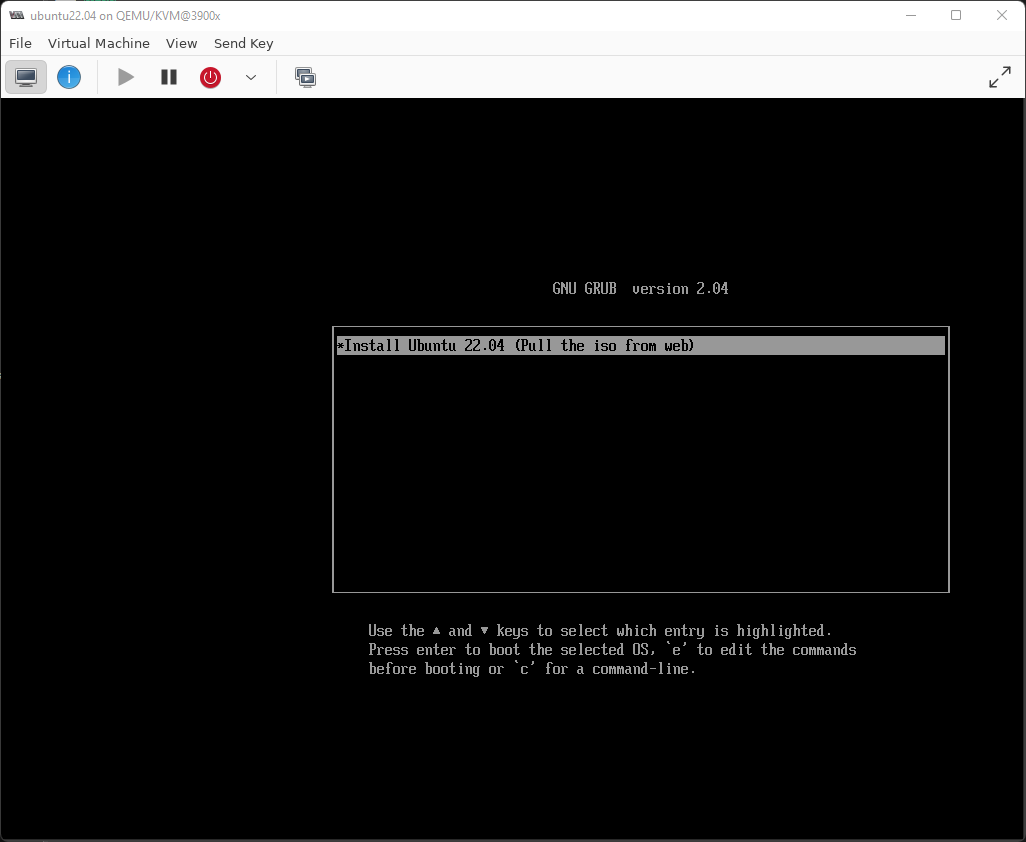 ubuntu22.04 on QEMU/KVM@3900x
File Virtual Machine View Send Key
GNU GRUB version 2.04
*Install Ubuntu 22.04 (Pull the iso from web)
Use the ▲ and ▼ keys to select which entry is highlighted.
Press enter to boot the selected OS, `e' to edit the commands
before booting or `c' for a command-line.